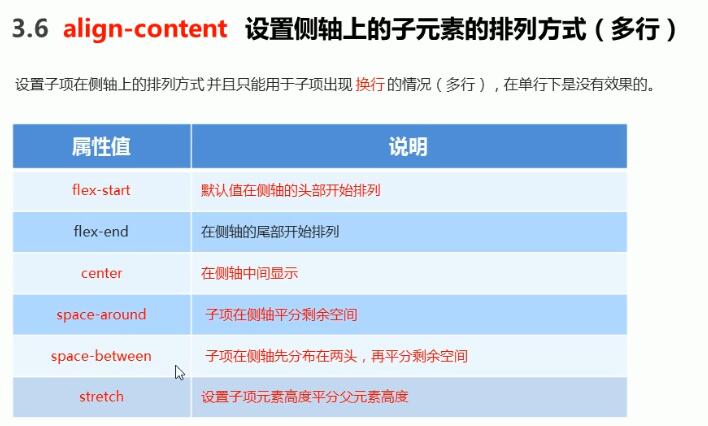 3.6 align-content 设置侧轴上的子元素的排列方式（多行）
设置子项在侧轴上的排列方式 并且只能用于子项出现 换行 的情况（多行），在单行下是没有效果的。
属性值 说明
flex-start 默认值在侧轴的头部开始排列
flex-end 在侧轴的尾部开始排列
center 在侧轴中间显示
space-around 子项在侧轴平分剩余空间
space-between 子项在侧轴先分布在两头，再平分剩余空间
stretch 设置子项元素高度平分父元素高度